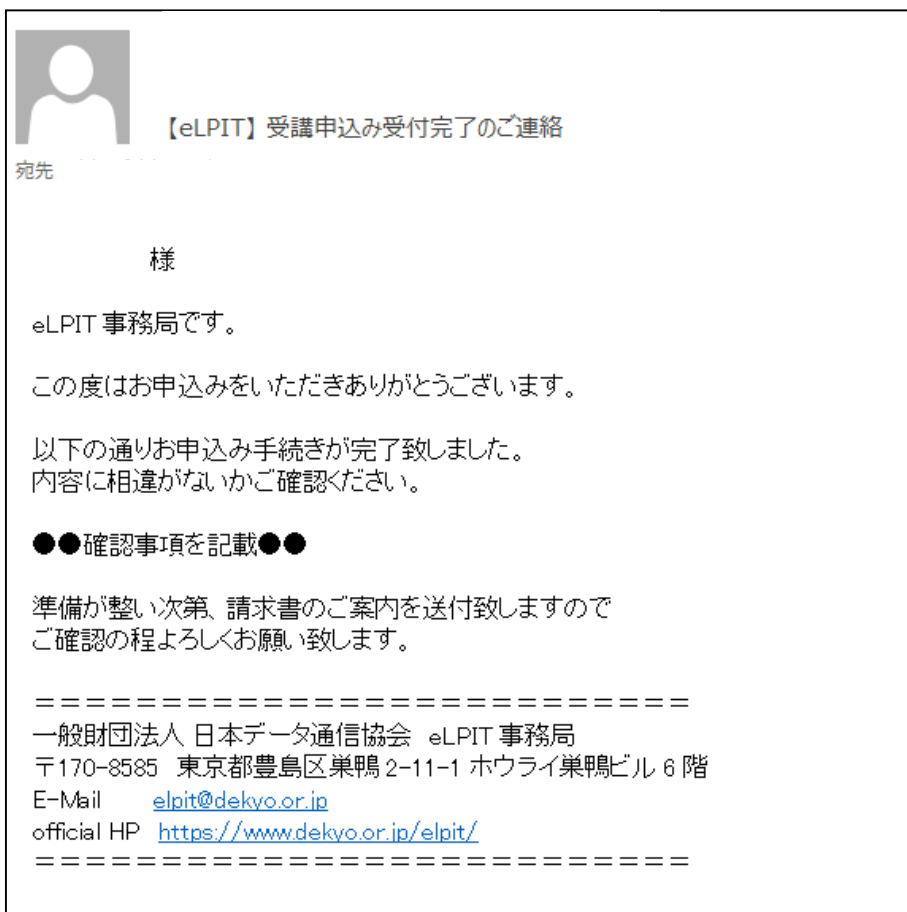 【eLPIT】受講申込み受付完了のご連絡
宛先
様
eLPIT 事務局です。
この度はお申込みをいただきありがとうございます。
以下の通りお申込み手続きが完了致しました。
内容に相違がないかご確認ください。
●●確認事項を記載●●
準備が整い次第、請求書のご案内を送付致しますので
ご確認の程よろしくお願い致します。
==========================
一般財団法人 日本データ通信協会 eLPIT 事務局
〒170-8585 東京都豊島区巣鴨 2-11-1 ホウライ巣鴨ビル 6 階
E-Mail elpit@dekyo.or.jp
official HP https://www.dekyo.or.jp/elpit/
==========================